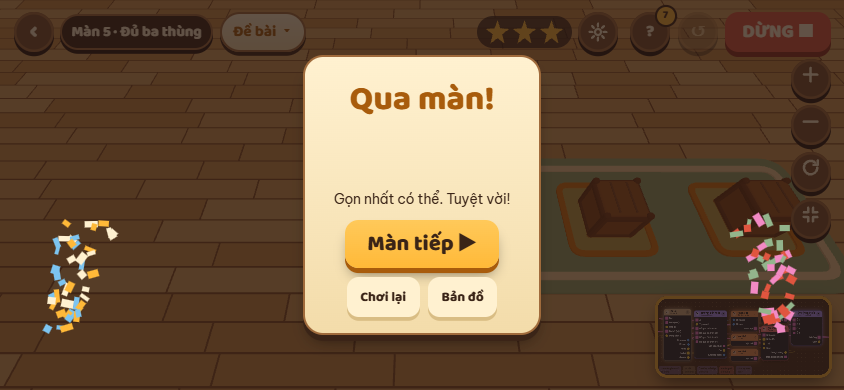 Màn 5 · Đủ ba thùng
Đề bài
7
?
DỪNG
Qua màn!
Gọn nhất có thể. Tuyệt vời!
Màn tiếp
Chơi lại
Bản đồ